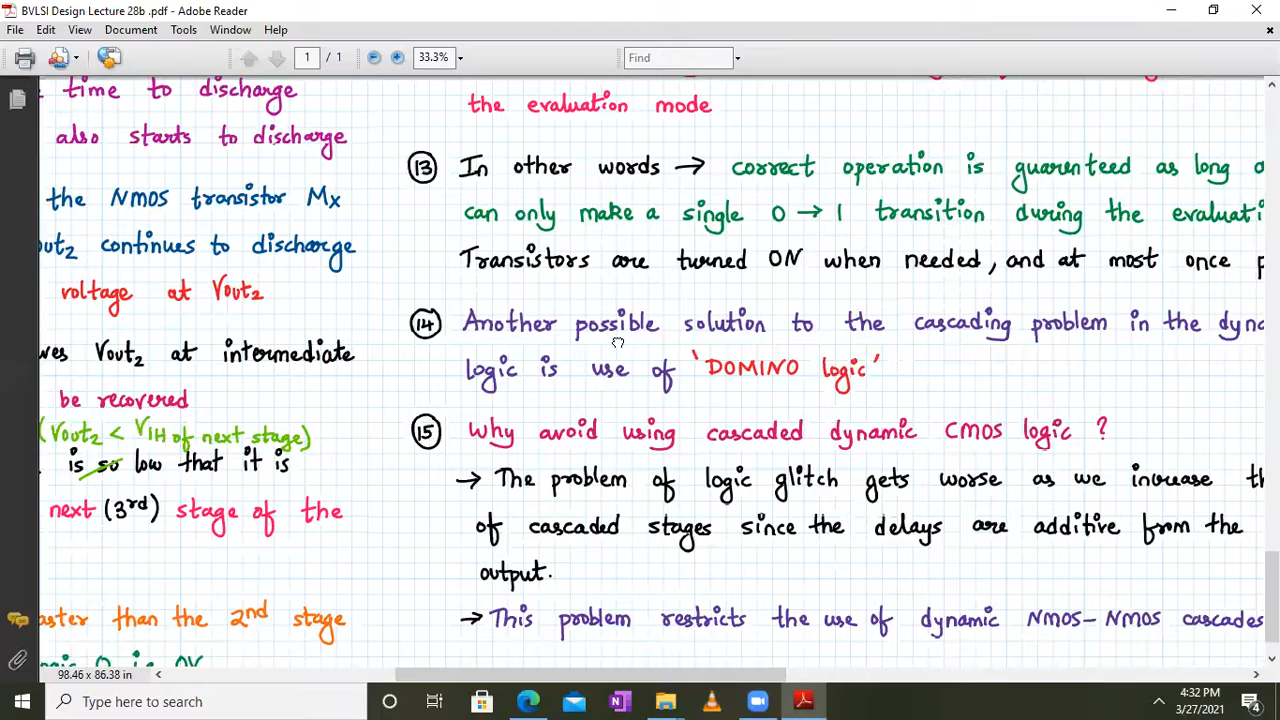 BVLSI Design Lecture 28b .pdf - Adobe Reader
File Edit View Document Tools Window Help
1 / 1 33.3% Find
time to discharge
also starts to discharge
the NMOS transistor Mx
continues to discharge
voltage at Vout2
Vout2 at intermediate
be recovered
(Vout2 < VIH of next stage)
is so low that it is
next (3rd) stage of the
than the 2nd stage
the evaluation mode
13 In other words → correct operation is guarenteed as long
can only make a single 0 → 1 transition during the
Transistors are turned ON when needed, and at most once
14 Another possible solution to the cascading problem in the
logic is use of 'DOMINO logic'
15 Why avoid using cascaded dynamic CMOS logic ?
→ The problem of logic glitch gets worse as we increase
of cascaded stages since the delays are additive from the
output.
→ This problem restricts the use of dynamic NMOS-NMOS cascades
98.46 x 86.38 in
Type here to search
4:32 PM
3/27/2021
4